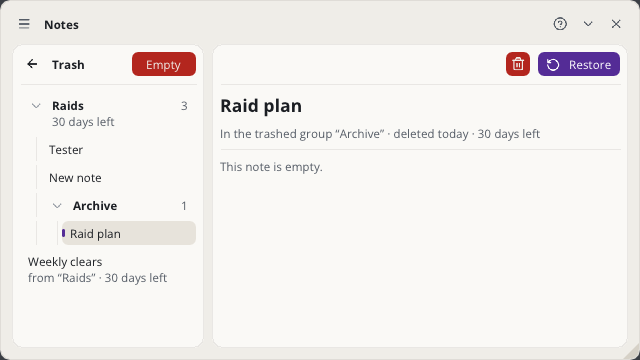 Notes
Trash
Empty
Raids 3
30 days left
Tester
New note
Archive 1
Raid plan
Weekly clears
from “Raids” · 30 days left
Restore
Raid plan
In the trashed group “Archive” · deleted today · 30 days left
This note is empty.